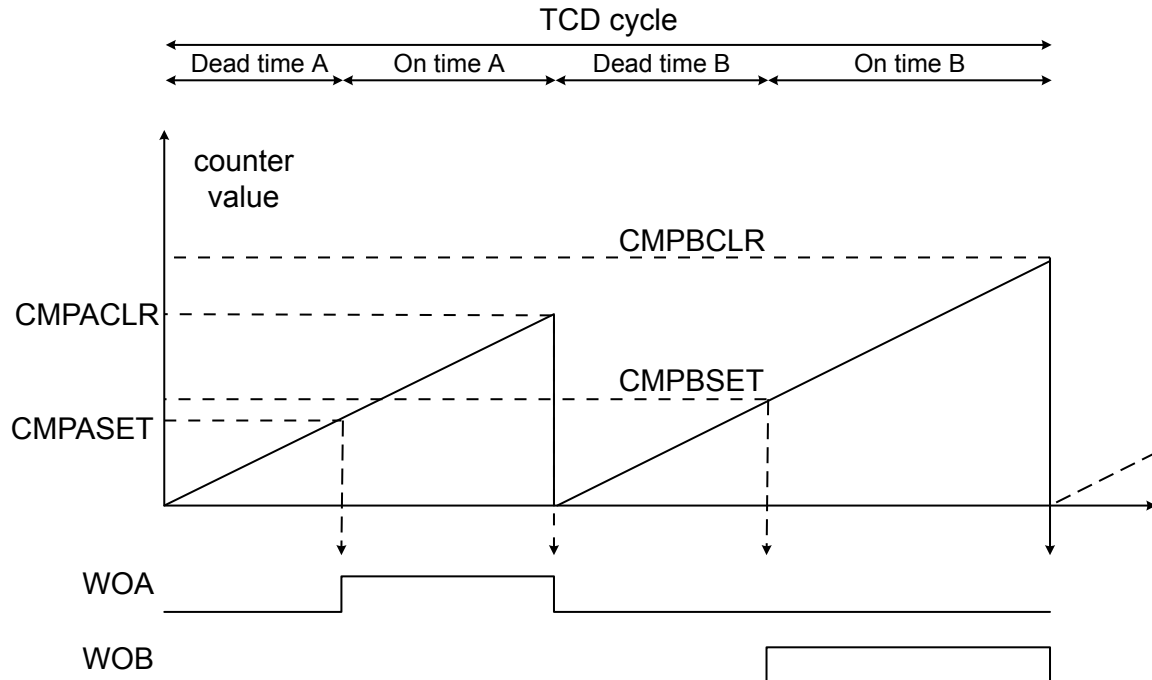 TCD cycle
Dead time A
On time A
Dead time B
On time B
counter
value
CMPBCLR
CMPACLR
CMPBSET
CMPASET
WOA
WOB